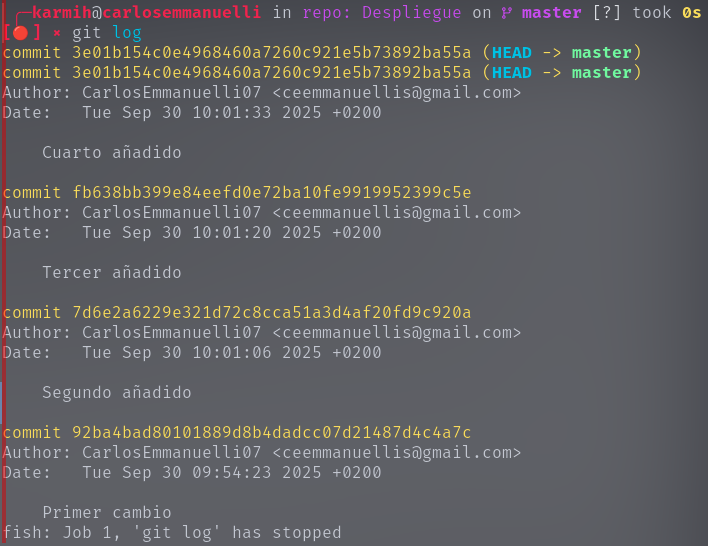 karmih@carlosemmanuelli in repo: Despliegue on master [?] took 0s
[🔴] × git log
commit 3e01b154c0e4968460a7260c921e5b73892ba55a (HEAD -> master)
commit 3e01b154c0e4968460a7260c921e5b73892ba55a (HEAD -> master)
Author: CarlosEmmanuelli07 <ceemmanuellis@gmail.com>
Date:   Tue Sep 30 10:01:33 2025 +0200
Cuarto añadido
commit fb638bb399e84eefd0e72ba10fe9919952399c5e
Author: CarlosEmmanuelli07 <ceemmanuellis@gmail.com>
Date:   Tue Sep 30 10:01:20 2025 +0200
Tercer añadido
commit 7d6e2a6229e321d72c8cca51a3d4af20fd9c920a
Author: CarlosEmmanuelli07 <ceemmanuellis@gmail.com>
Date:   Tue Sep 30 10:01:06 2025 +0200
Segundo añadido
commit 92ba4bad80101889d8b4dadcc07d21487d4c4a7c
Author: CarlosEmmanuelli07 <ceemmanuellis@gmail.com>
Date:   Tue Sep 30 09:54:23 2025 +0200
Primer cambio
fish: Job 1, 'git log' has stopped